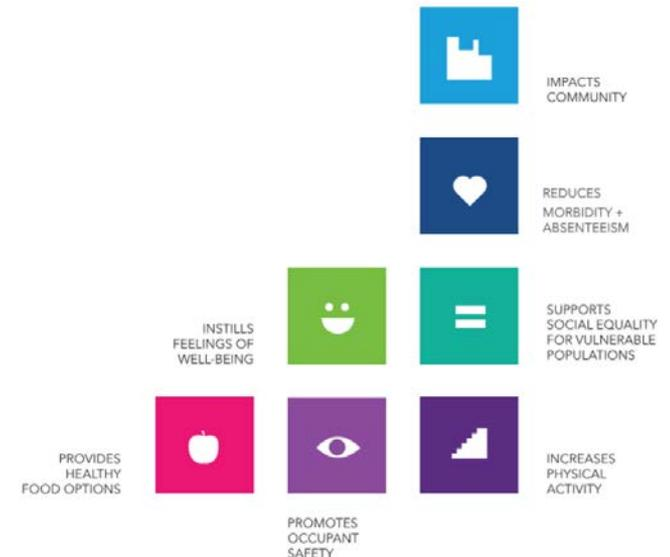 IMPACTS
COMMUNITY
REDUCES
MORBIDITY +
ABSENTEEISM
INSTILLS
FEELINGS OF
WELL-BEING
SUPPORTS
SOCIAL EQUALITY
FOR VULNERABLE
POPULATIONS
PROVIDES
HEALTHY
FOOD OPTIONS
INCREASES
PHYSICAL
ACTIVITY
PROMOTES
OCCUPANT
SAFETY